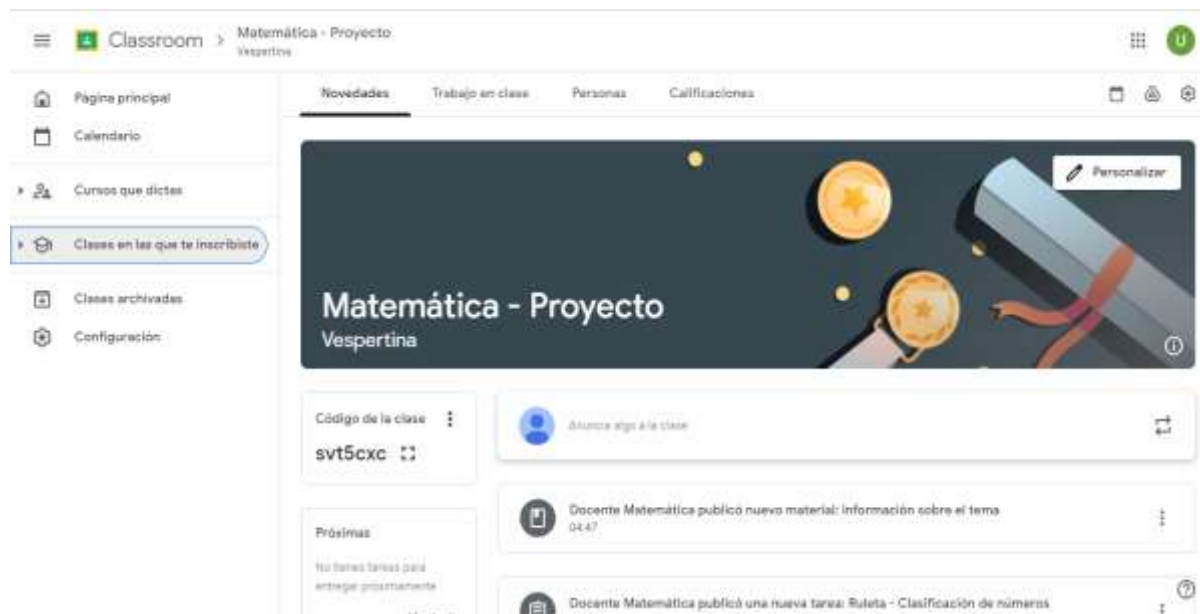 Classroom > Matemática - Proyecto
Vespertina
U
Página principal
Calendario
Cursos que dictas
Clases en las que te inscribiste
Clases archivadas
Configuración
Novedades Trabajo en clase Personas Calificaciones
Personalizar
Matemática - Proyecto
Vespertina
Código de la clase
svt5cxc
Próximas
No tienes tareas para
entregar próximamente
Anuncia algo a la clase
Docente Matemática publicó nuevo material: Información sobre el tema
04:47
Docente Matemática publicó una nueva tarea: Ruleta - Clasificación de números